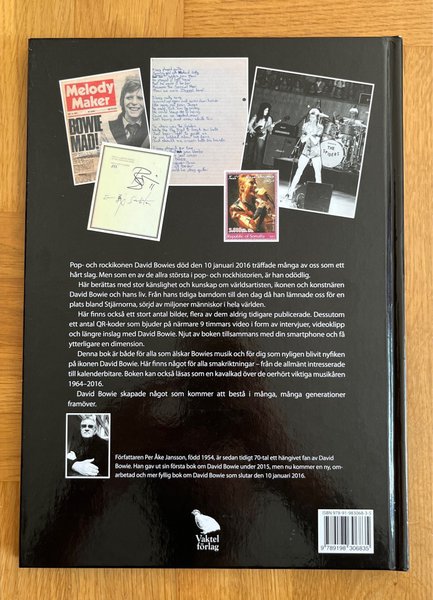 Melody
Maker
BOWIE
MAD!
THE
SPIDERS
Republic of Somalia
Pop- och rockikonen David Bowies död den 10 januari 2016 träffade många av oss som ett
hårt slag. Men som en av de allra största i pop- och rockhistorien, är han odödlig.
Här berättas med stor känslighet och kunskap om världsartisten, ikonen och konstnären
David Bowie och hans liv. Från hans tidiga barndom till den dag då han lämnade oss för en
plats bland Stjärnorna, sörjd av miljoner människor i hela världen.
Här finns också ett stort antal bilder, flera av dem aldrig tidigare publicerade. Dessutom
ett antal QR-koder som bjuder på närmare 9 timmars video i form av intervjuer, videoklipp
och längre inslag med David Bowie. Njut av boken tillsammans med din smartphone och få
ytterligare en dimension.
Denna bok är både för alla som älskar Bowies musik och för dig som nyligen blivit nyfiken
på ikonen David Bowie. Här finns något för alla smakriktningar – från de allmänt intresserade
till kalenderbitare. Boken kan också läsas som en kavalkad över de oerhört viktiga musikåren
1964–2016.
David Bowie skapade något som kommer att bestå i många, många generationer
framöver.
Författaren Per Åke Jansson, född 1954, är sedan tidigt 70-tal ett hängivet fan av David
Bowie. Han gav ut sin första bok om David Bowie under 2015, men nu kommer en ny, om-
arbetad och mer fyllig bok om David Bowie som slutar den 10 januari 2016.
Vaktel
förlag
ISBN 978-91-983068-3-5
9 789198 306835